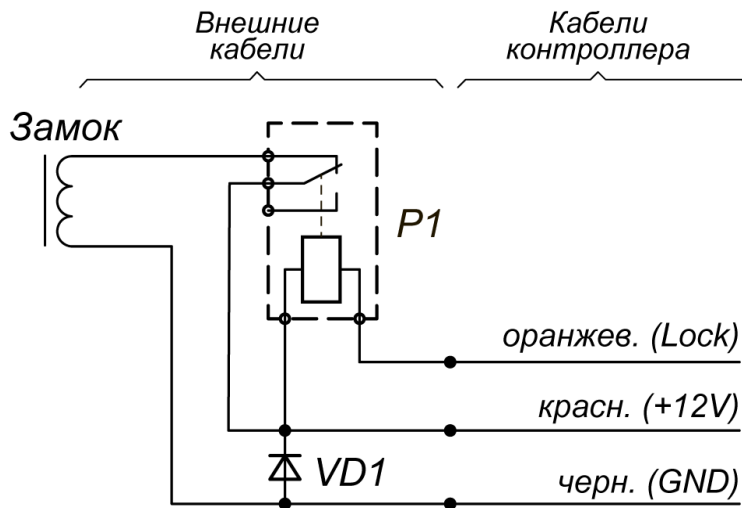 Внешние
кабели
Кабели
контроллера
Замок
P1
оранжев. (Lock)
красн. (+12V)
VD1
черн. (GND)